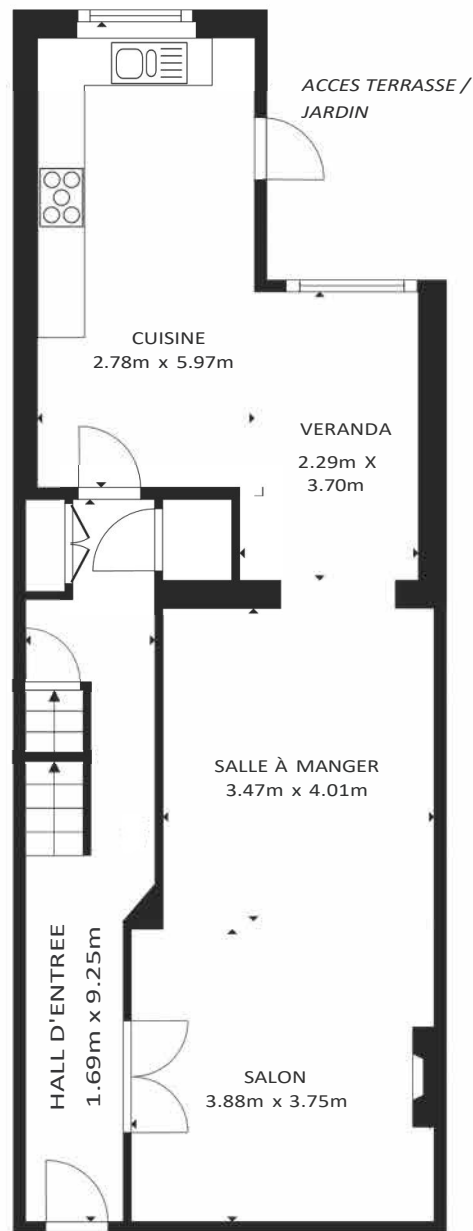 ACCES TERRASSE /
JARDIN
CUISINE
2.78m x 5.97m
VERANDA
2.29m X
3.70m
SALLE À MANGER
3.47m x 4.01m
HALL D'ENTREE
1.69m x 9.25m
SALON
3.88m x 3.75m